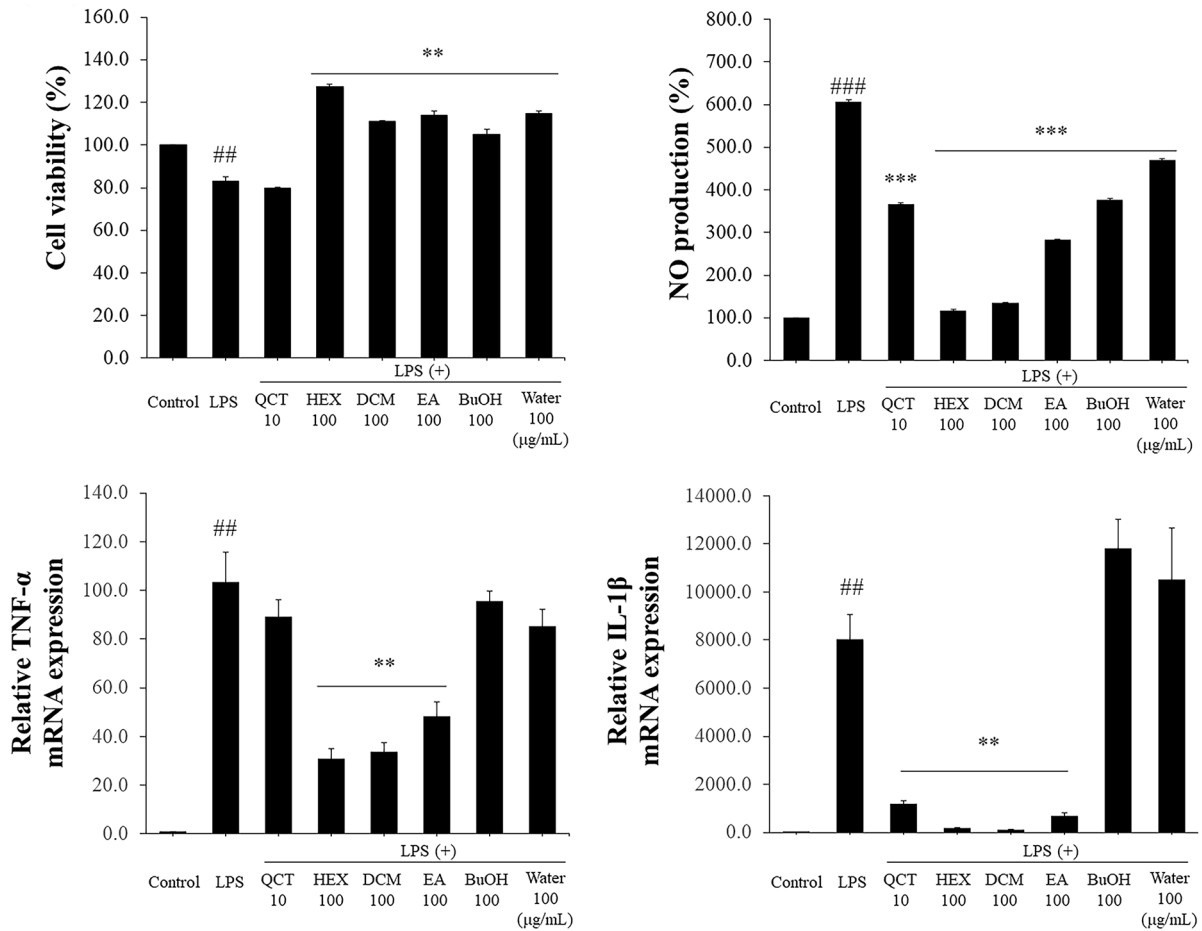 Cell viability (%)
160.0
140.0
120.0
100.0
80.0
60.0
40.0
20.0
0.0
##
**
LPS (+)
Control LPS QCT HEX DCM EA BuOH Water
10 100 100 100 100 100
(μg/mL)
NO production (%)
800.0
700.0
600.0
500.0
400.0
300.0
200.0
100.0
0.0
###
***
***
LPS (+)
Control LPS QCT HEX DCM EA BuOH Water
10 100 100 100 100 100
(μg/mL)
Relative TNF-α
mRNA expression
140.0
120.0
100.0
80.0
60.0
40.0
20.0
0.0
##
**
LPS (+)
Control LPS QCT HEX DCM EA BuOH Water
10 100 100 100 100 100
(μg/mL)
Relative IL-1β
mRNA expression
14000.0
12000.0
10000.0
8000.0
6000.0
4000.0
2000.0
0.0
##
**
LPS (+)
Control LPS QCT HEX DCM EA BuOH Water
10 100 100 100 100 100
(μg/mL)